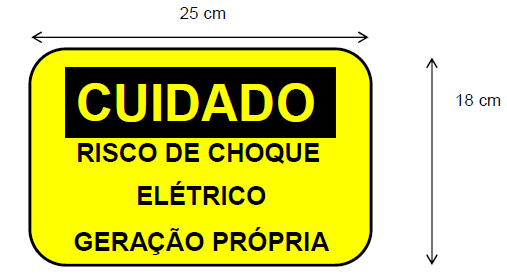 25 cm
CUIDADO
RISCO DE CHOQUE
ELÉTRICO
GERAÇÃO PRÓPRIA
18 cm